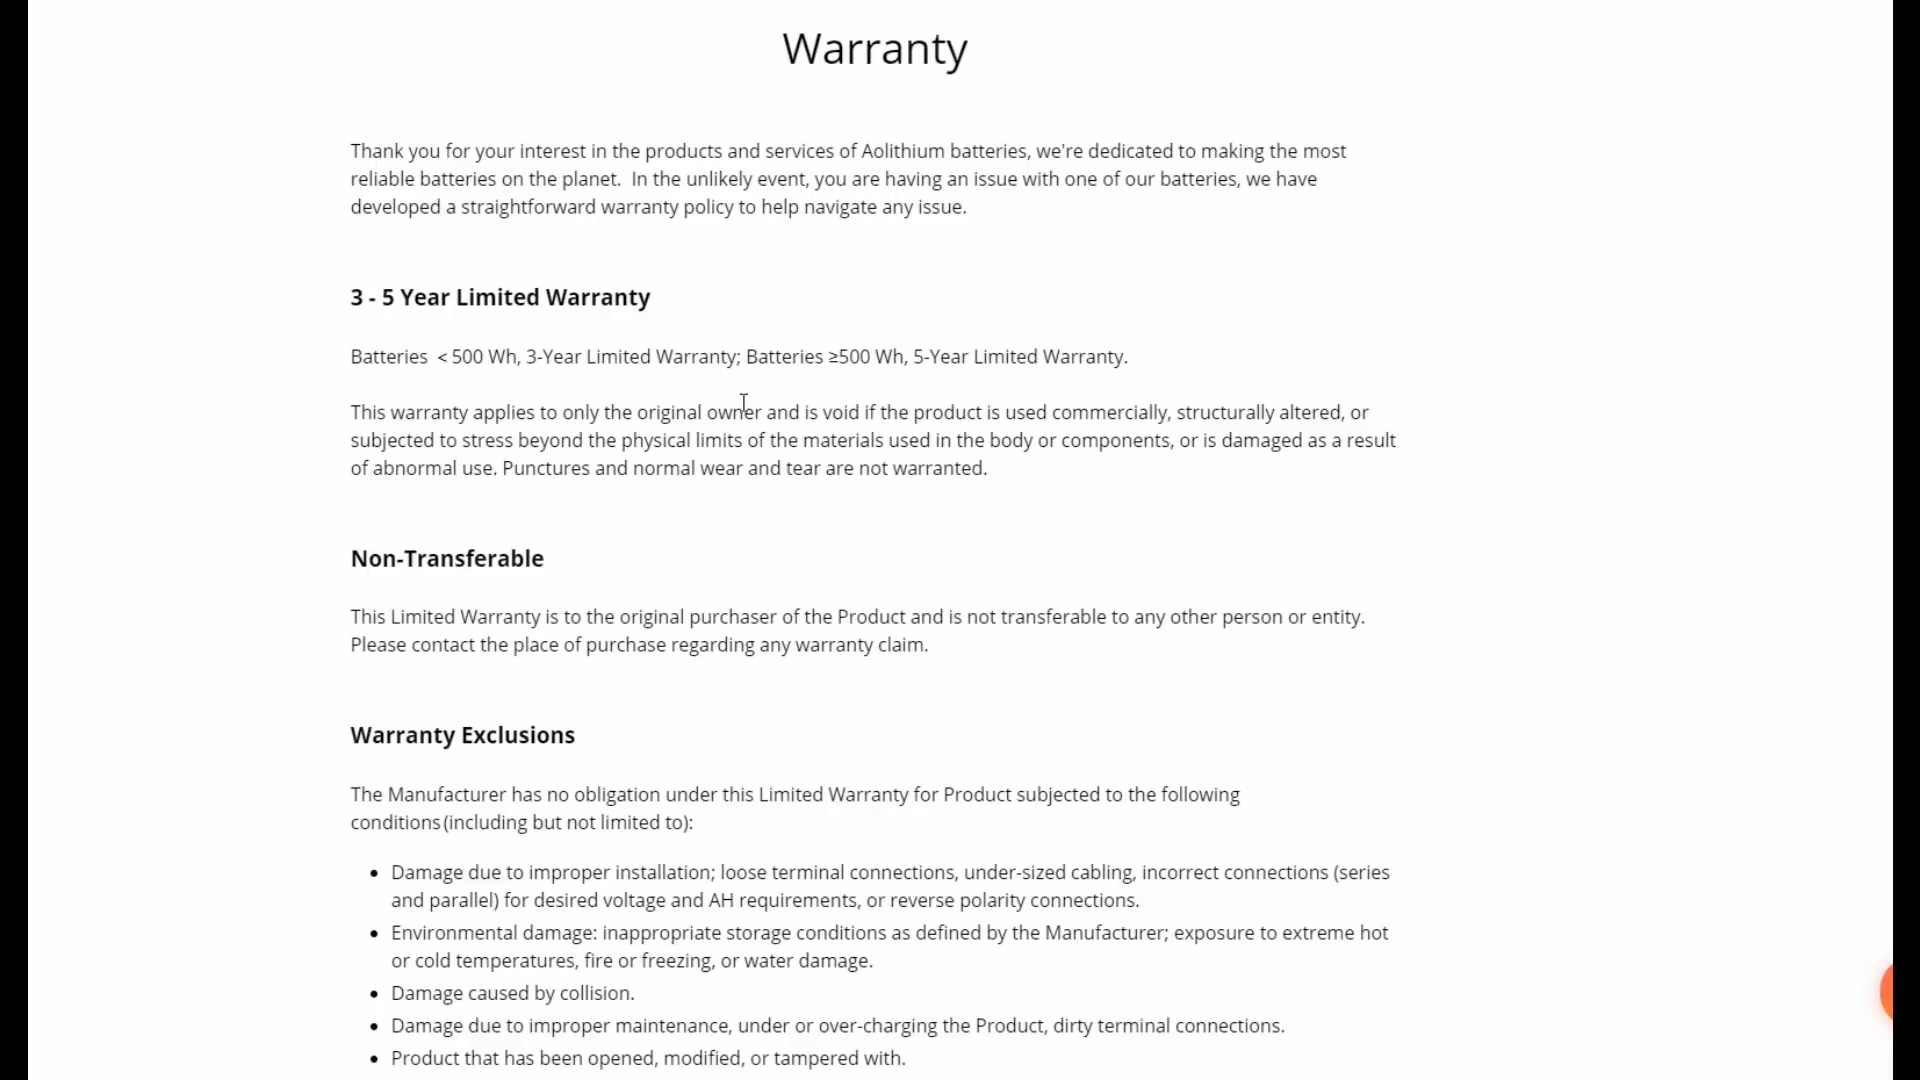 Warranty
Thank you for your interest in the products and services of Aolithium batteries, we're dedicated to making the most
reliable batteries on the planet.  In the unlikely event, you are having an issue with one of our batteries, we have
developed a straightforward warranty policy to help navigate any issue.
3 - 5 Year Limited Warranty
Batteries  < 500 Wh, 3-Year Limited Warranty; Batteries ≥500 Wh, 5-Year Limited Warranty.
This warranty applies to only the original owner and is void if the product is used commercially, structurally altered, or
subjected to stress beyond the physical limits of the materials used in the body or components, or is damaged as a result
of abnormal use. Punctures and normal wear and tear are not warranted.
Non-Transferable
This Limited Warranty is to the original purchaser of the Product and is not transferable to any other person or entity.
Please contact the place of purchase regarding any warranty claim.
Warranty Exclusions
The Manufacturer has no obligation under this Limited Warranty for Product subjected to the following
conditions (including but not limited to):
• Damage due to improper installation; loose terminal connections, under-sized cabling, incorrect connections (series
and parallel) for desired voltage and AH requirements, or reverse polarity connections.
• Environmental damage: inappropriate storage conditions as defined by the Manufacturer; exposure to extreme hot
or cold temperatures, fire or freezing, or water damage.
• Damage caused by collision.
• Damage due to improper maintenance, under or over-charging the Product, dirty terminal connections.
• Product that has been opened, modified, or tampered with.